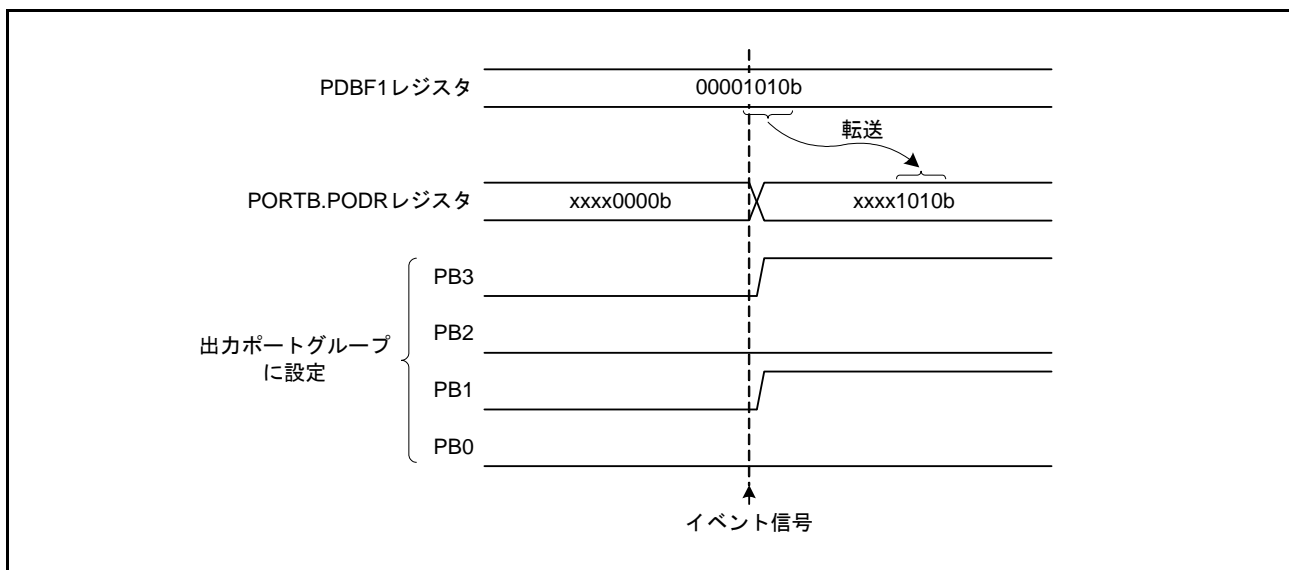 PDBF1レジスタ
00001010b
転送
PORTB.PODRレジスタ
xxxx0000b
xxxx1010b
PB3
PB2
出力ポートグループ
に設定
PB1
PB0
イベント信号